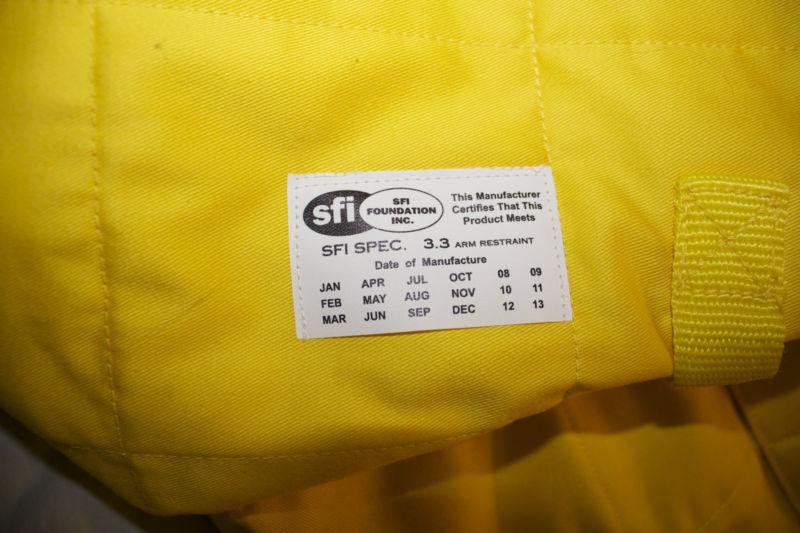 sfi
SFI
FOUNDATION
INC.
This Manufacturer
Certifies That This
Product Meets
SFI SPEC. 3.3 ARM RESTRAINT
Date of Manufacture
JAN APR JUL OCT 08 09
FEB MAY AUG NOV 10 11
MAR JUN SEP DEC 12 13